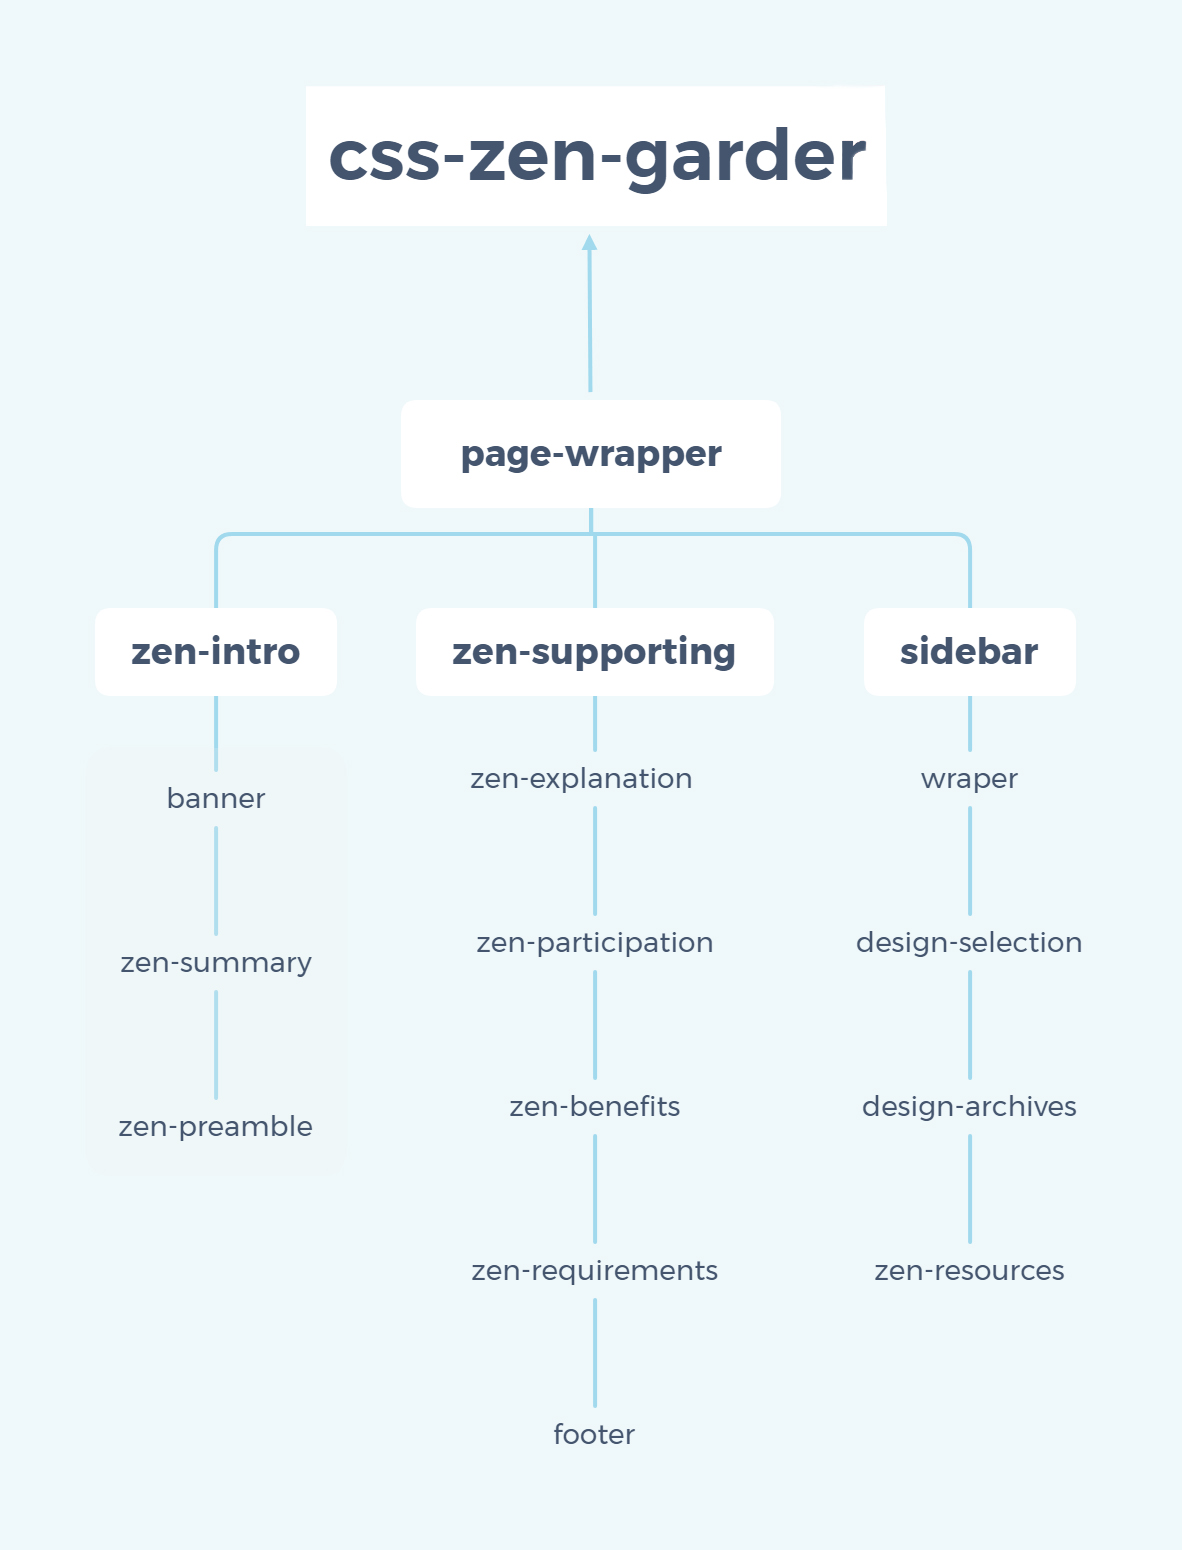 css-zen-garder
page-wrapper
zen-intro
zen-supporting
sidebar
banner
zen-summary
zen-preamble
zen-explanation
zen-participation
zen-benefits
zen-requirements
footer
wraper
design-selection
design-archives
zen-resources